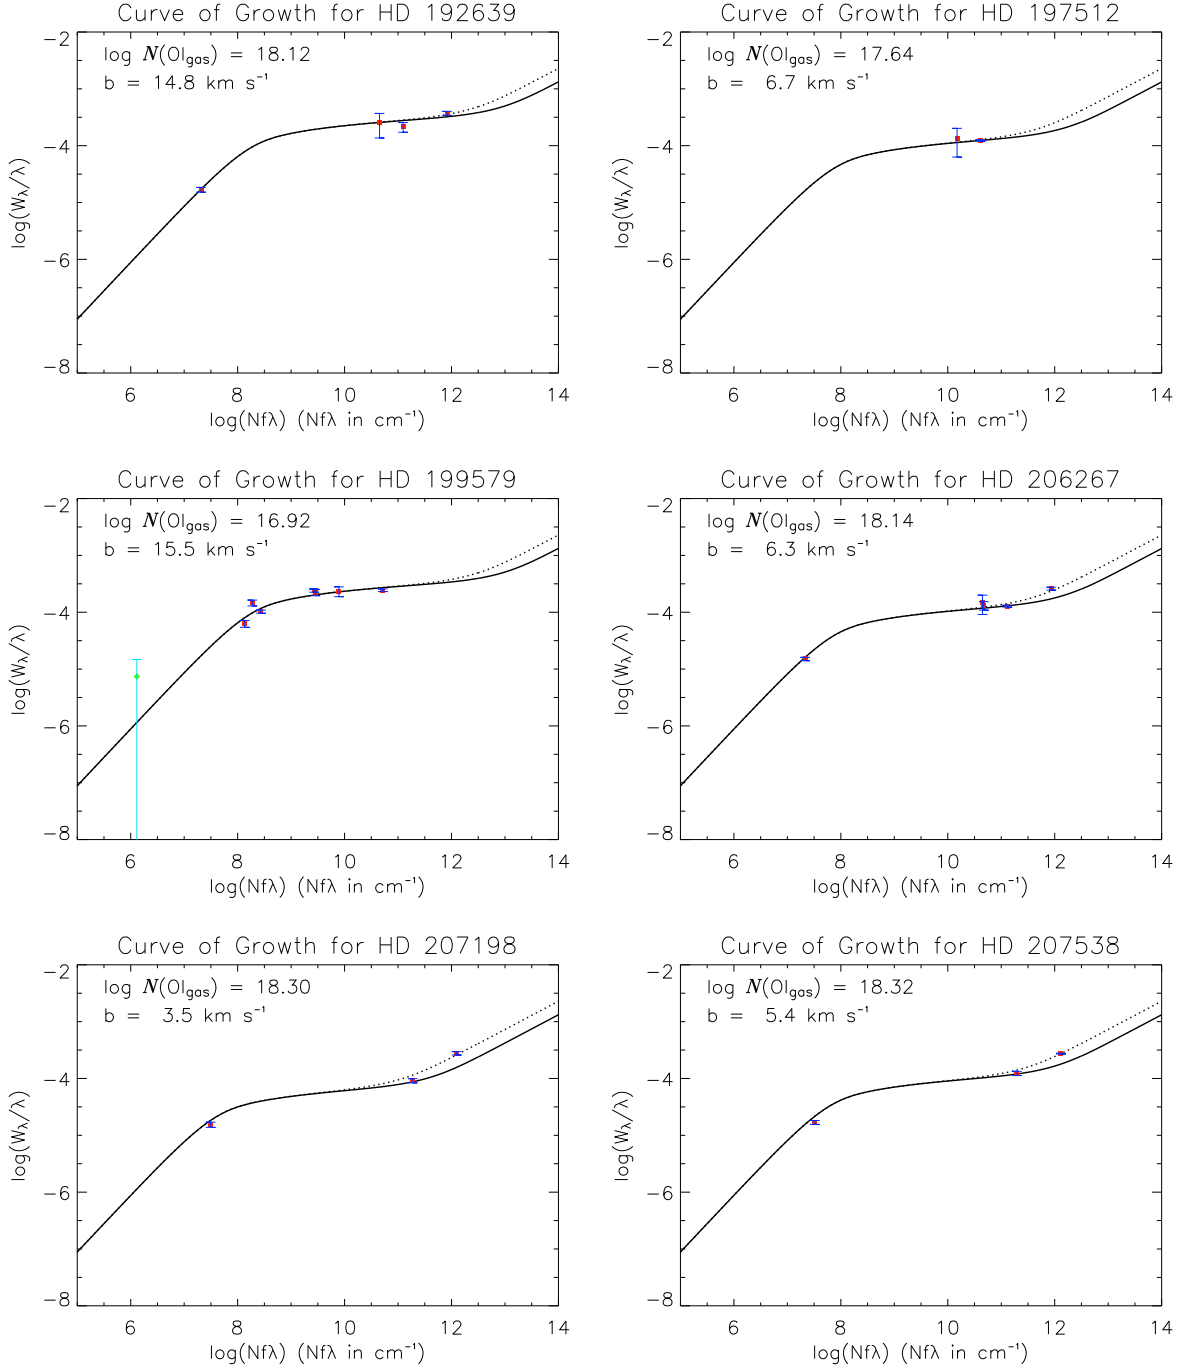 Curve of Growth for HD 192639
log N(OI_gas) = 18.12
b = 14.8 km s⁻¹
−2
−4
−6
−8
log(W_λ/λ)
6 8 10 12 14
log(Nfλ) (Nfλ in cm⁻¹)
Curve of Growth for HD 197512
log N(OI_gas) = 17.64
b = 6.7 km s⁻¹
−2
−4
−6
−8
log(W_λ/λ)
6 8 10 12 14
log(Nfλ) (Nfλ in cm⁻¹)
Curve of Growth for HD 199579
log N(OI_gas) = 16.92
b = 15.5 km s⁻¹
−2
−4
−6
−8
log(W_λ/λ)
6 8 10 12 14
log(Nfλ) (Nfλ in cm⁻¹)
Curve of Growth for HD 206267
log N(OI_gas) = 18.14
b = 6.3 km s⁻¹
−2
−4
−6
−8
log(W_λ/λ)
6 8 10 12 14
log(Nfλ) (Nfλ in cm⁻¹)
Curve of Growth for HD 207198
log N(OI_gas) = 18.30
b = 3.5 km s⁻¹
−2
−4
−6
−8
log(W_λ/λ)
6 8 10 12 14
log(Nfλ) (Nfλ in cm⁻¹)
Curve of Growth for HD 207538
log N(OI_gas) = 18.32
b = 5.4 km s⁻¹
−2
−4
−6
−8
log(W_λ/λ)
6 8 10 12 14
log(Nfλ) (Nfλ in cm⁻¹)